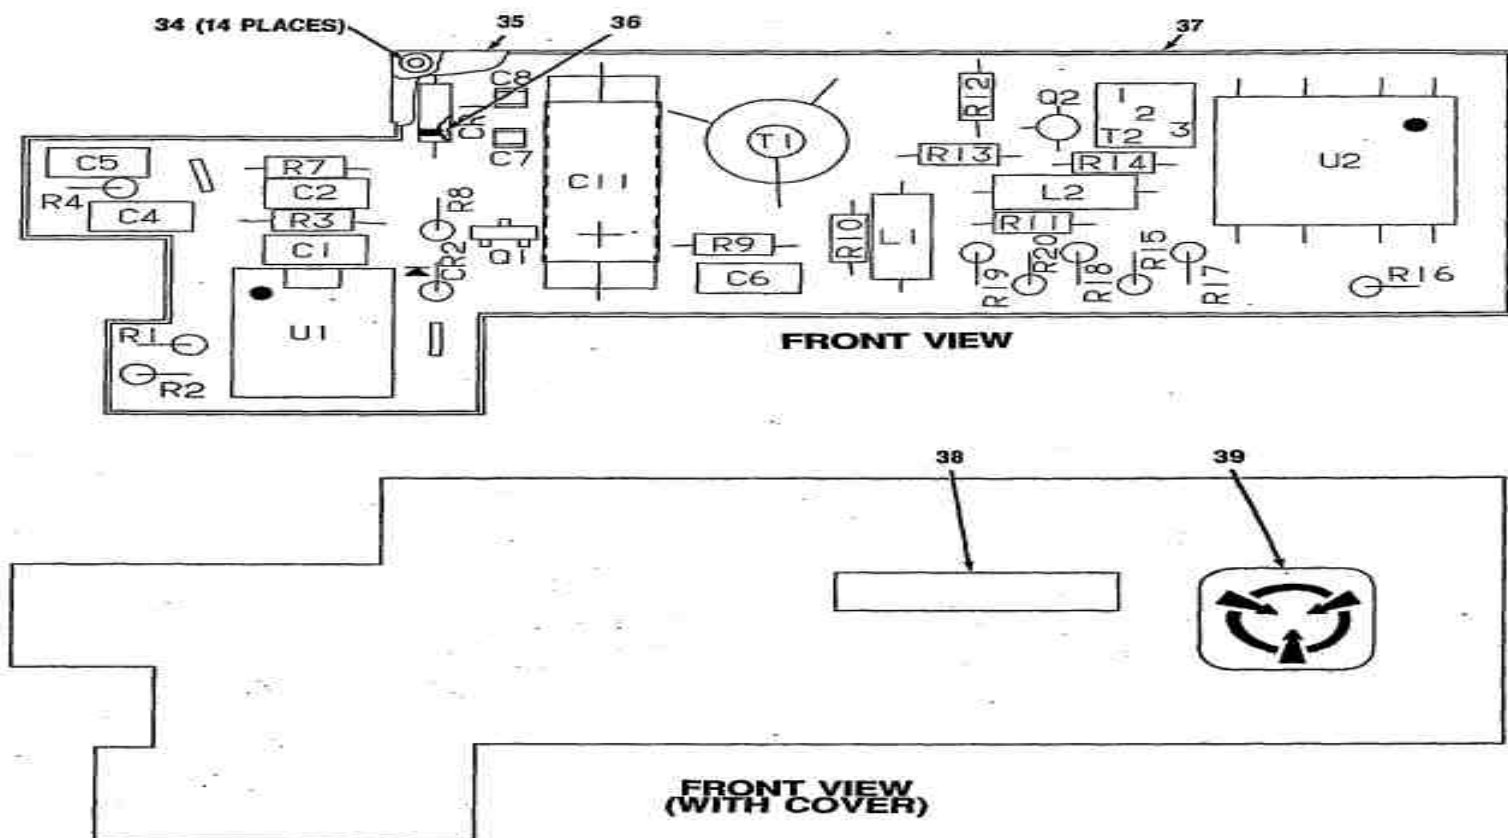 34 (14 PLACES)
35
36
37
C8
C7
C5
R4
C4
R7
C2
R3
C1
R8
CR2
Q1
C11
T1
R12
R13
Q2
1
2
3
T2
R14
L2
R11
U2
R9
C6
R10
L1
R19
R20
R18
R15
R17
R16
U1
R1
R2
FRONT VIEW
38
39
FRONT VIEW
(WITH COVER)